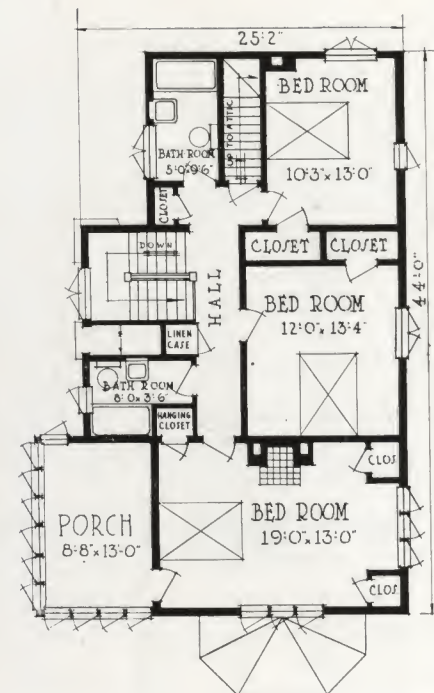 25'·2"
BED ROOM
10'·3" x 13'·0"
BATH ROOM
5'·0 x 9'·6"
UP TO ATTIC
CLOSET
CLOSET
CLOSET
DOWN
HALL
44'·0"
BED ROOM
12'·0" x 13'·4"
LINEN
CASE
BATH ROOM
8'·0 x 3'·6"
HANGING
CLOSET
CLOS
BED ROOM
19'·0" x 13'·0"
PORCH
8'·8" x 13'·0"
CLOS